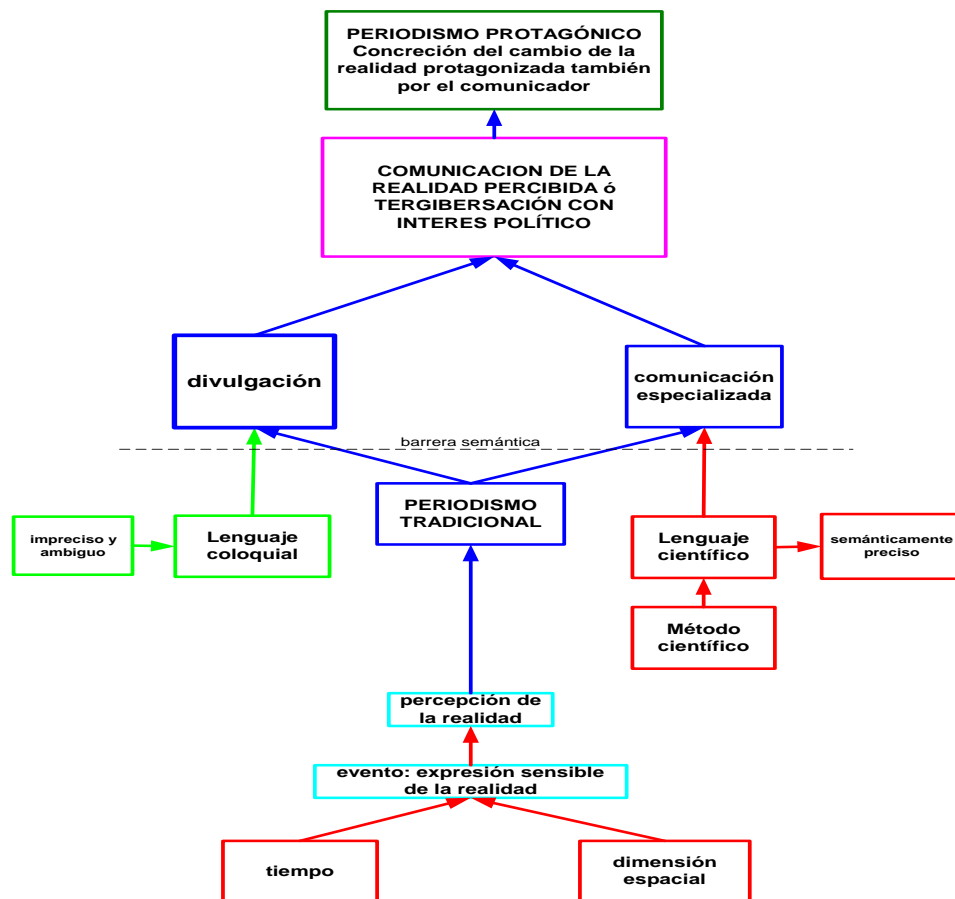 PERIODISMO PROTAGÓNICO
Concreción del cambio de la
realidad protagonizada también
por el comunicador
COMUNICACION DE LA
REALIDAD PERCIBIDA ó
TERGIBERSACIÓN CON
INTERES POLÍTICO
divulgación
comunicación
especializada
barrera semántica
PERIODISMO
TRADICIONAL
impreciso y
ambiguo
Lenguaje
coloquial
Lenguaje
científico
semánticamente
preciso
Método
científico
percepción de
la realidad
evento: expresión sensible
de la realidad
tiempo
dimensión
espacial